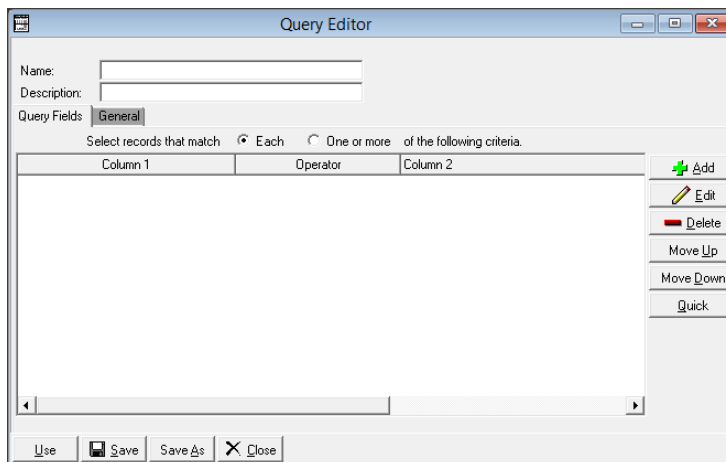 Query Editor
Name:
Description:
Query Fields General
Select records that match Each One or more of the following criteria.
Column 1 Operator Column 2
Add
Edit
Delete
Move Up
Move Down
Quick
Use Save Save As Close